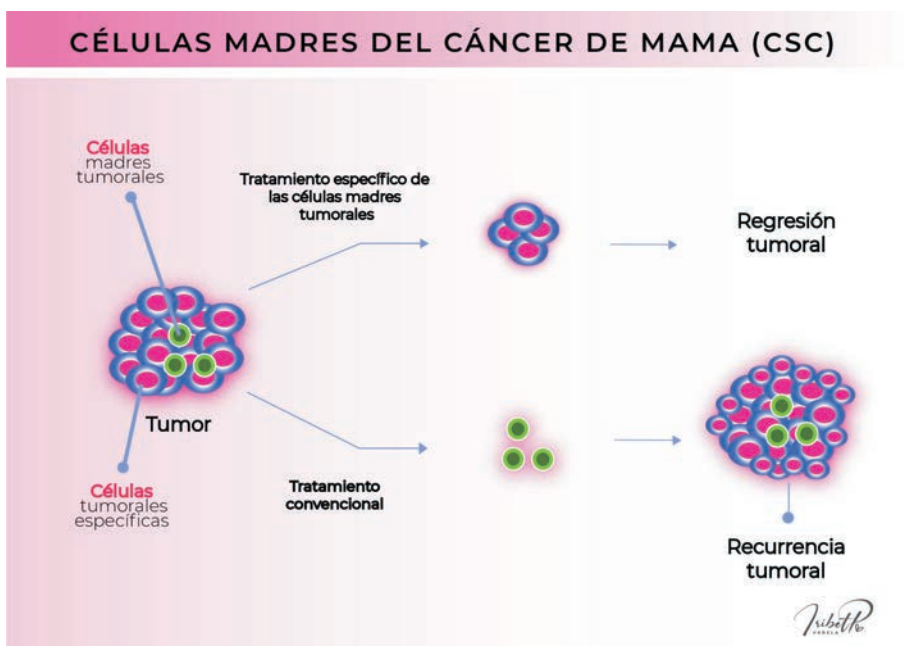 CÉLULAS MADRES DEL CÁNCER DE MAMA (CSC)
Células
madres
tumorales
Tratamiento específico de
las células madres
tumorales
Regresión
tumoral
Tumor
Células
tumorales
específicas
Tratamiento
convencional
Recurrencia
tumoral
VARELA